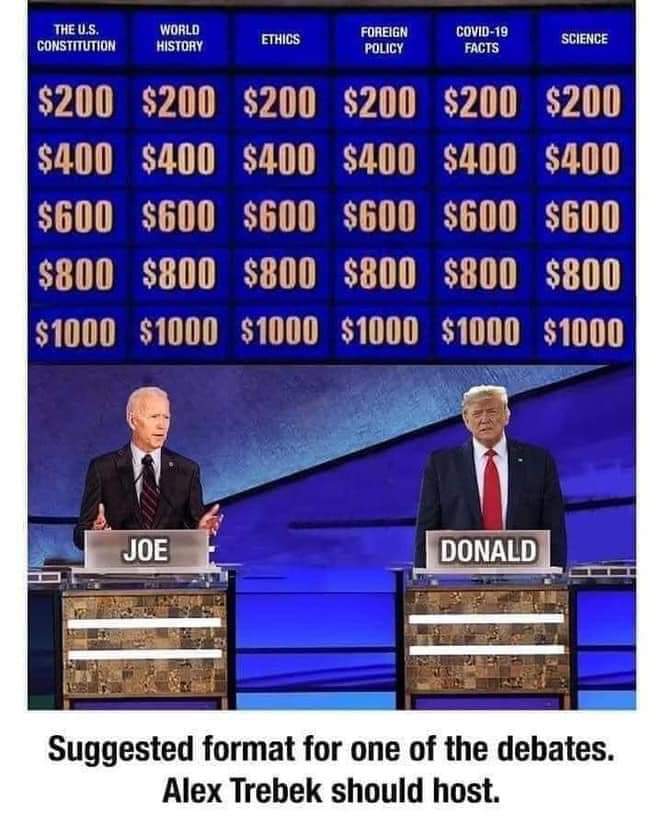 THE U.S.
CONSTITUTION
WORLD
HISTORY
ETHICS
FOREIGN
POLICY
COVID-19
FACTS
SCIENCE
$200 $200 $200 $200 $200 $200
$400 $400 $400 $400 $400 $400
$600 $600 $600 $600 $600 $600
$800 $800 $800 $800 $800 $800
$1000 $1000 $1000 $1000 $1000 $1000
JOE
DONALD
Suggested format for one of the debates.
Alex Trebek should host.